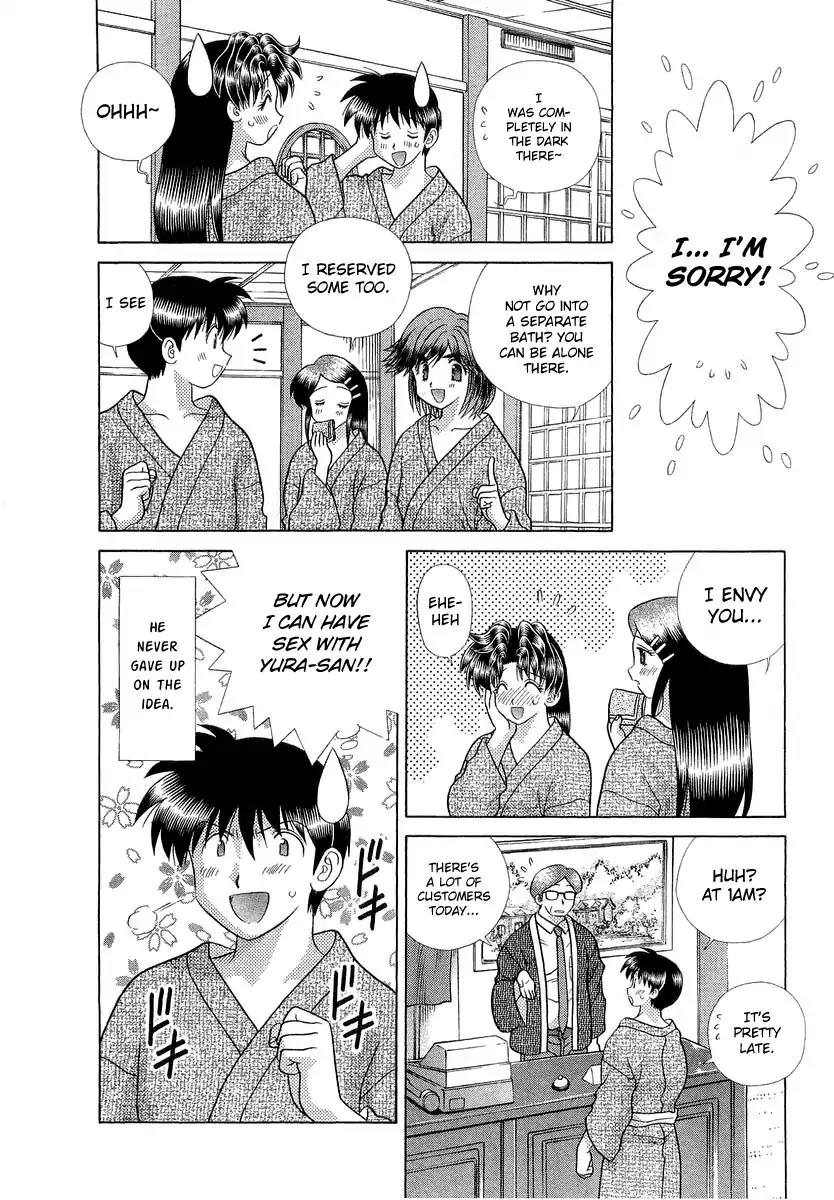 I... I'M
SORRY!
I
WAS COM-
PLETELY IN
THE DARK
THERE~
OHHH~
WHY
NOT GO INTO
A SEPARATE
BATH? YOU
CAN BE ALONE
THERE.
I RESERVED
SOME TOO.
I SEE
I ENVY
YOU...
EHE-
HEH
BUT NOW
I CAN HAVE
SEX WITH
YURA-SAN!!
HE
NEVER
GAVE UP
ON THE
IDEA.
ドキ
ドキ
ドキ
HUH?
AT 1AM?
THERE'S
A LOT OF
CUSTOMERS
TODAY...
IT'S
PRETTY
LATE.